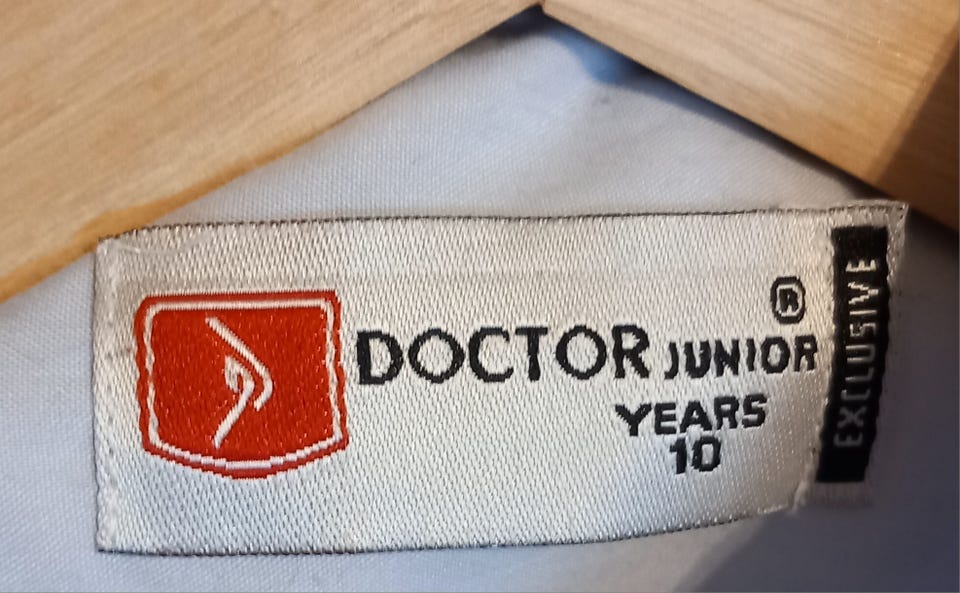 DOCTOR JUNIOR ®
YEARS
10
EXCLUSIVE